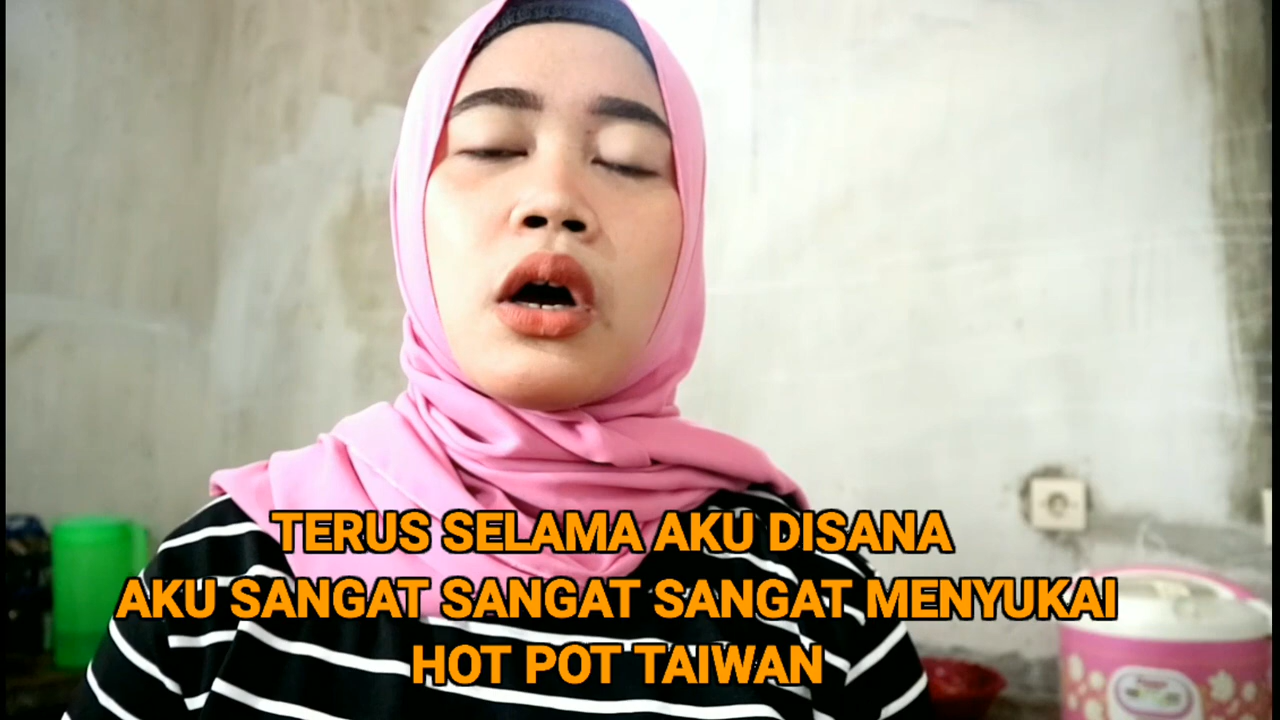 TERUS SELAMA AKU DISANA
AKU SANGAT SANGAT SANGAT MENYUKAI
HOT POT TAIWAN